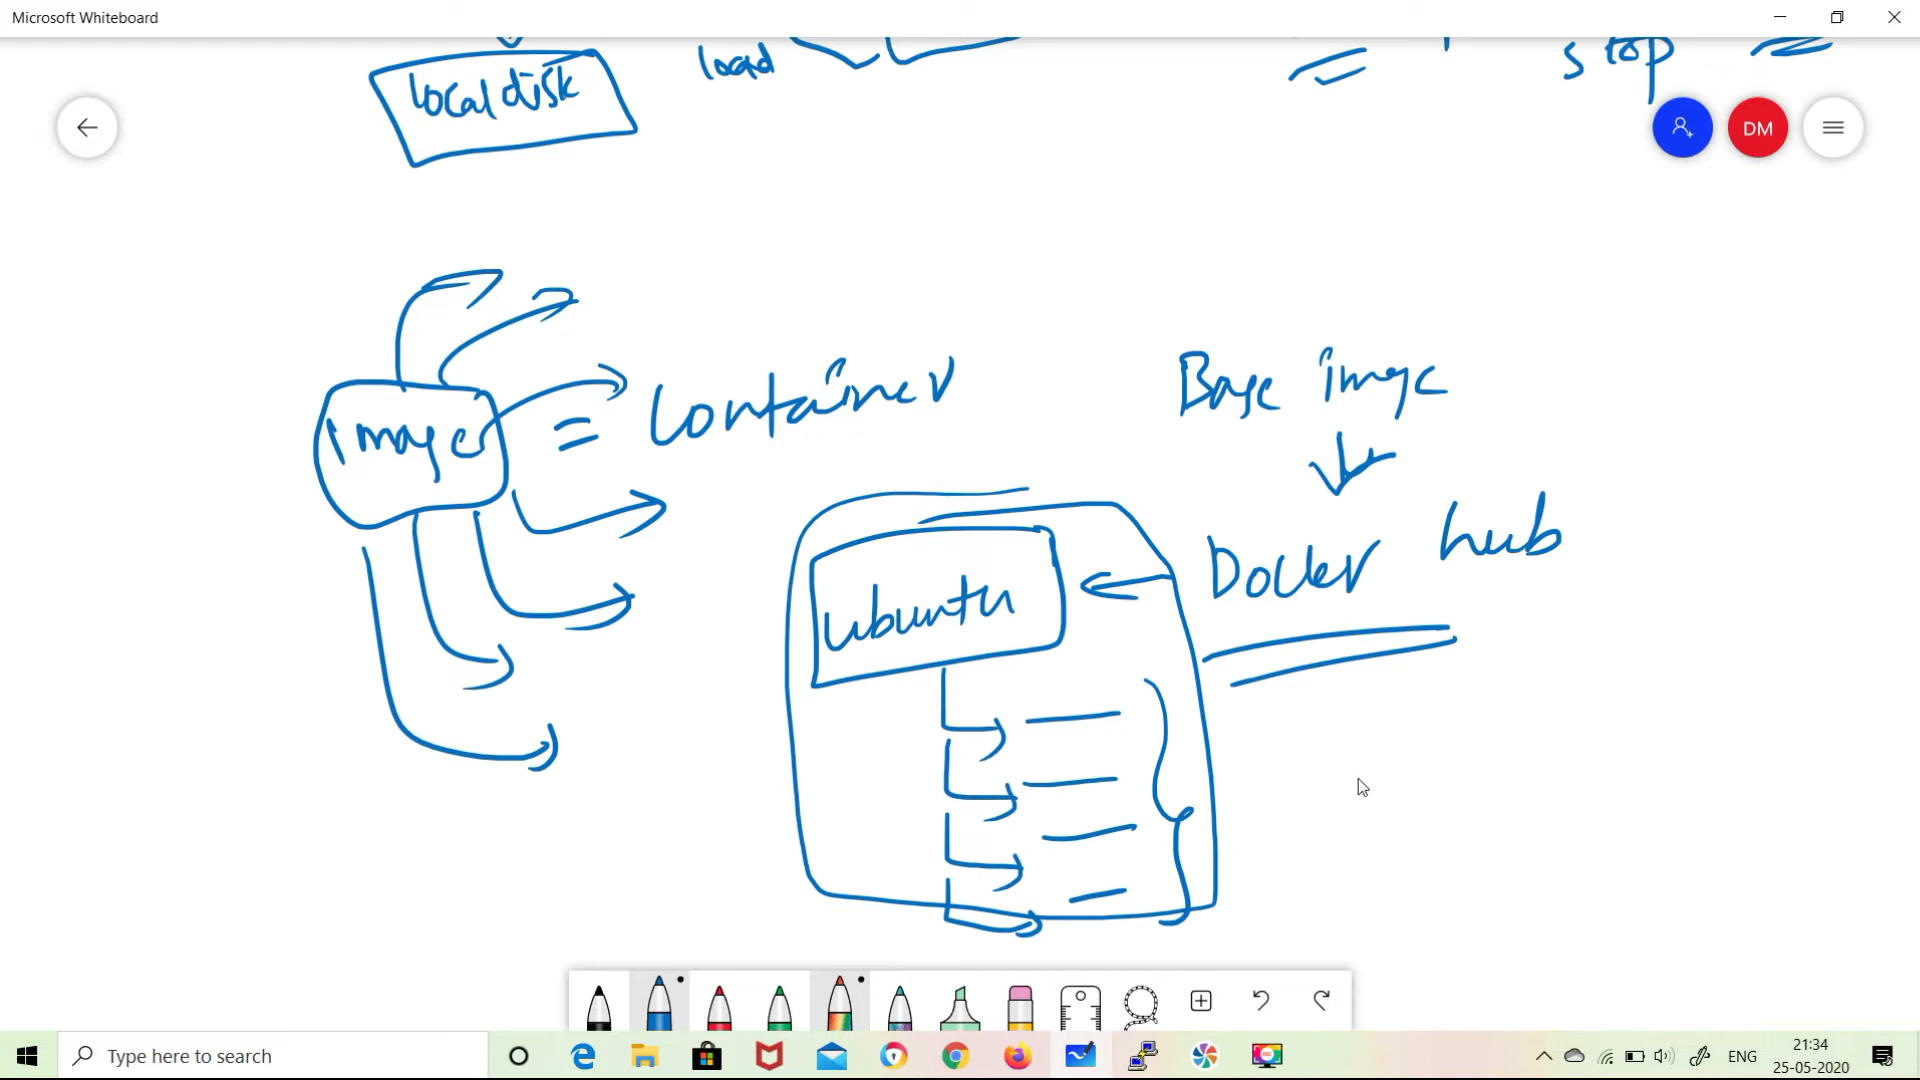 Microsoft Whiteboard
load
stop
local disk
DM
image = Container
Base image
Docker hub
ubuntu
Type here to search
ENG
21:34
25-05-2020